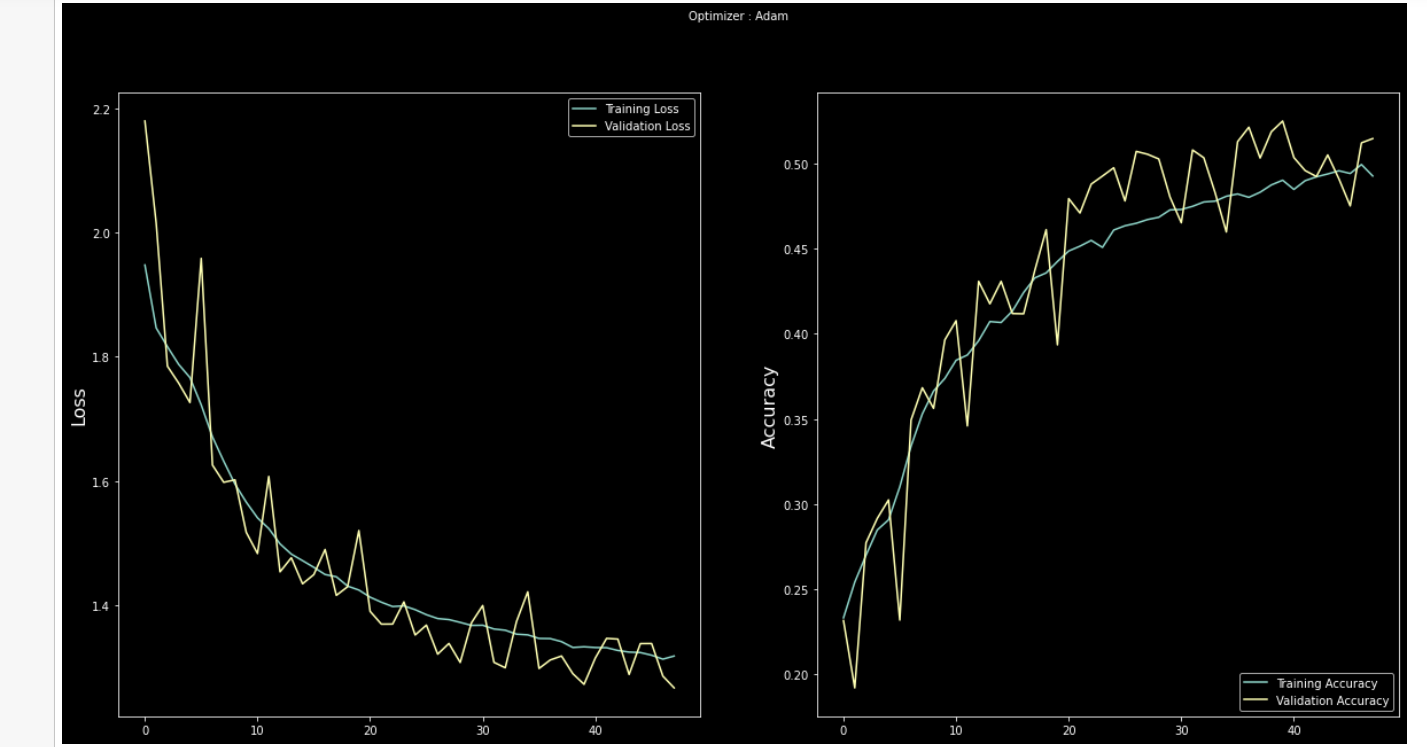 Optimizer : Adam
Training Loss
Validation Loss
2.2
2.0
1.8
1.6
1.4
Loss
0 10 20 30 40
0.50
0.45
0.40
0.35
0.30
0.25
0.20
Accuracy
Training Accuracy
Validation Accuracy
0 10 20 30 40